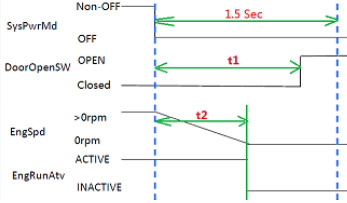 Non-OFF
1.5 Sec
SysPwrMd
OFF
OPEN
t1
DoorOpenSW
Closed
>0rpm
t2
EngSpd
0rpm
ACTIVE
EngRunAtv
INACTIVE